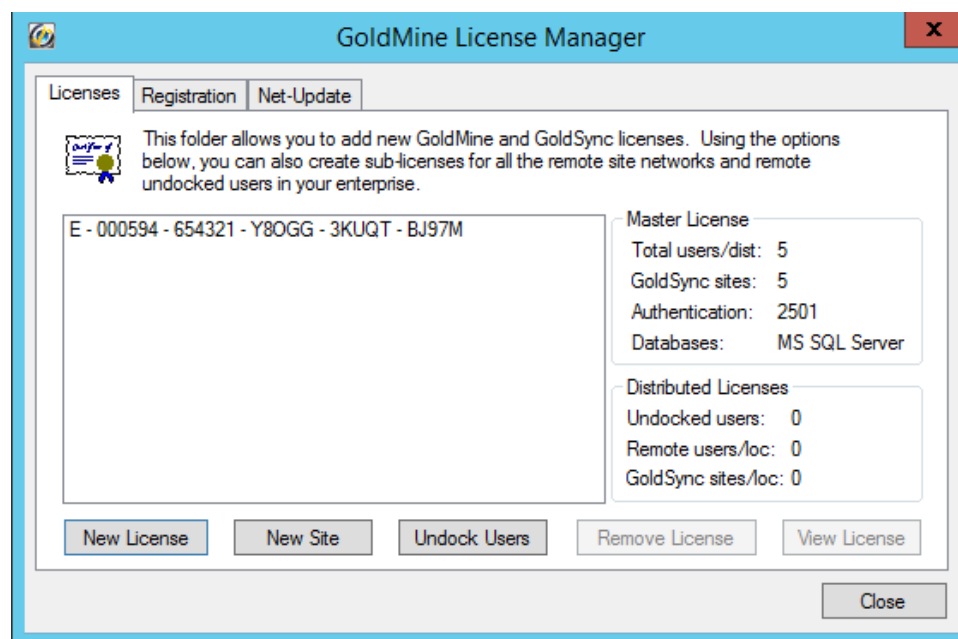 GoldMine License Manager
x
Licenses
Registration
Net-Update
This folder allows you to add new GoldMine and GoldSync licenses. Using the options
below, you can also create sub-licenses for all the remote site networks and remote
undocked users in your enterprise.
E - 000594 - 654321 - Y8OGG - 3KUQT - BJ97M
Master License
Total users/dist: 5
GoldSync sites: 5
Authentication: 2501
Databases: MS SQL Server
Distributed Licenses
Undocked users: 0
Remote users/loc: 0
GoldSync sites/loc: 0
New License
New Site
Undock Users
Remove License
View License
Close